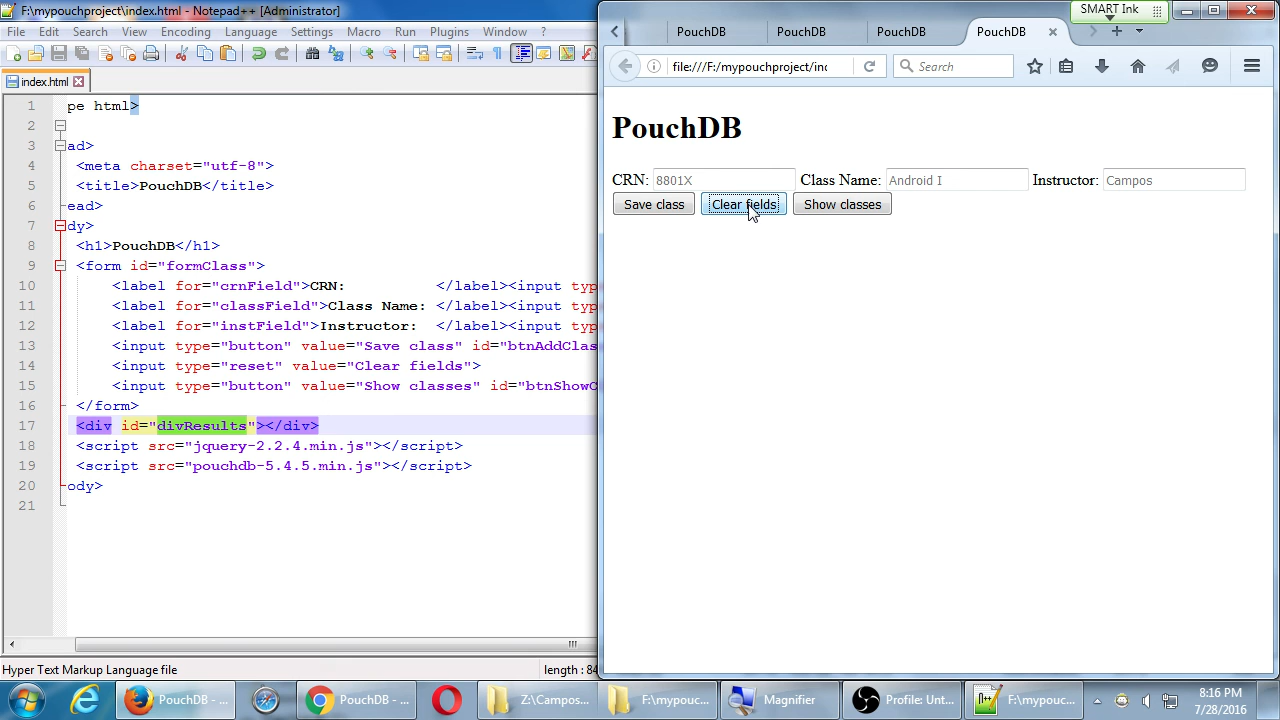 F:\mypouchproject\index.html - Notepad++ [Administrator]
File Edit Search View Encoding Language Settings Macro Run Plugins Window ?
index.html
1 pe html>
2
3 ad>
4 <meta charset="utf-8">
5 <title>PouchDB</title>
6 ead>
7 dy>
8 <h1>PouchDB</h1>
9 <form id="formClass">
10 <label for="crnField">CRN: </label><input typ
11 <label for="classField">Class Name: </label><input typ
12 <label for="instField">Instructor: </label><input typ
13 <input type="button" value="Save class" id="btnAddClas
14 <input type="reset" value="Clear fields">
15 <input type="button" value="Show classes" id="btnShowC
16 </form>
17 <div id="divResults"></div>
18 <script src="jquery-2.2.4.min.js"></script>
19 <script src="pouchdb-5.4.5.min.js"></script>
20 ody>
21
Hyper Text Markup Language file length : 84
SMART Ink
PouchDB PouchDB PouchDB PouchDB
file:///F:/mypouchproject/in Search
PouchDB
CRN: 8801X Class Name: Android I Instructor: Campos
Save class Clear fields Show classes
PouchDB - ... PouchDB - ... Z:\Campos... F:\mypouc... Magnifier Profile: Unt... F:\mypouc... 8:16 PM
7/28/2016